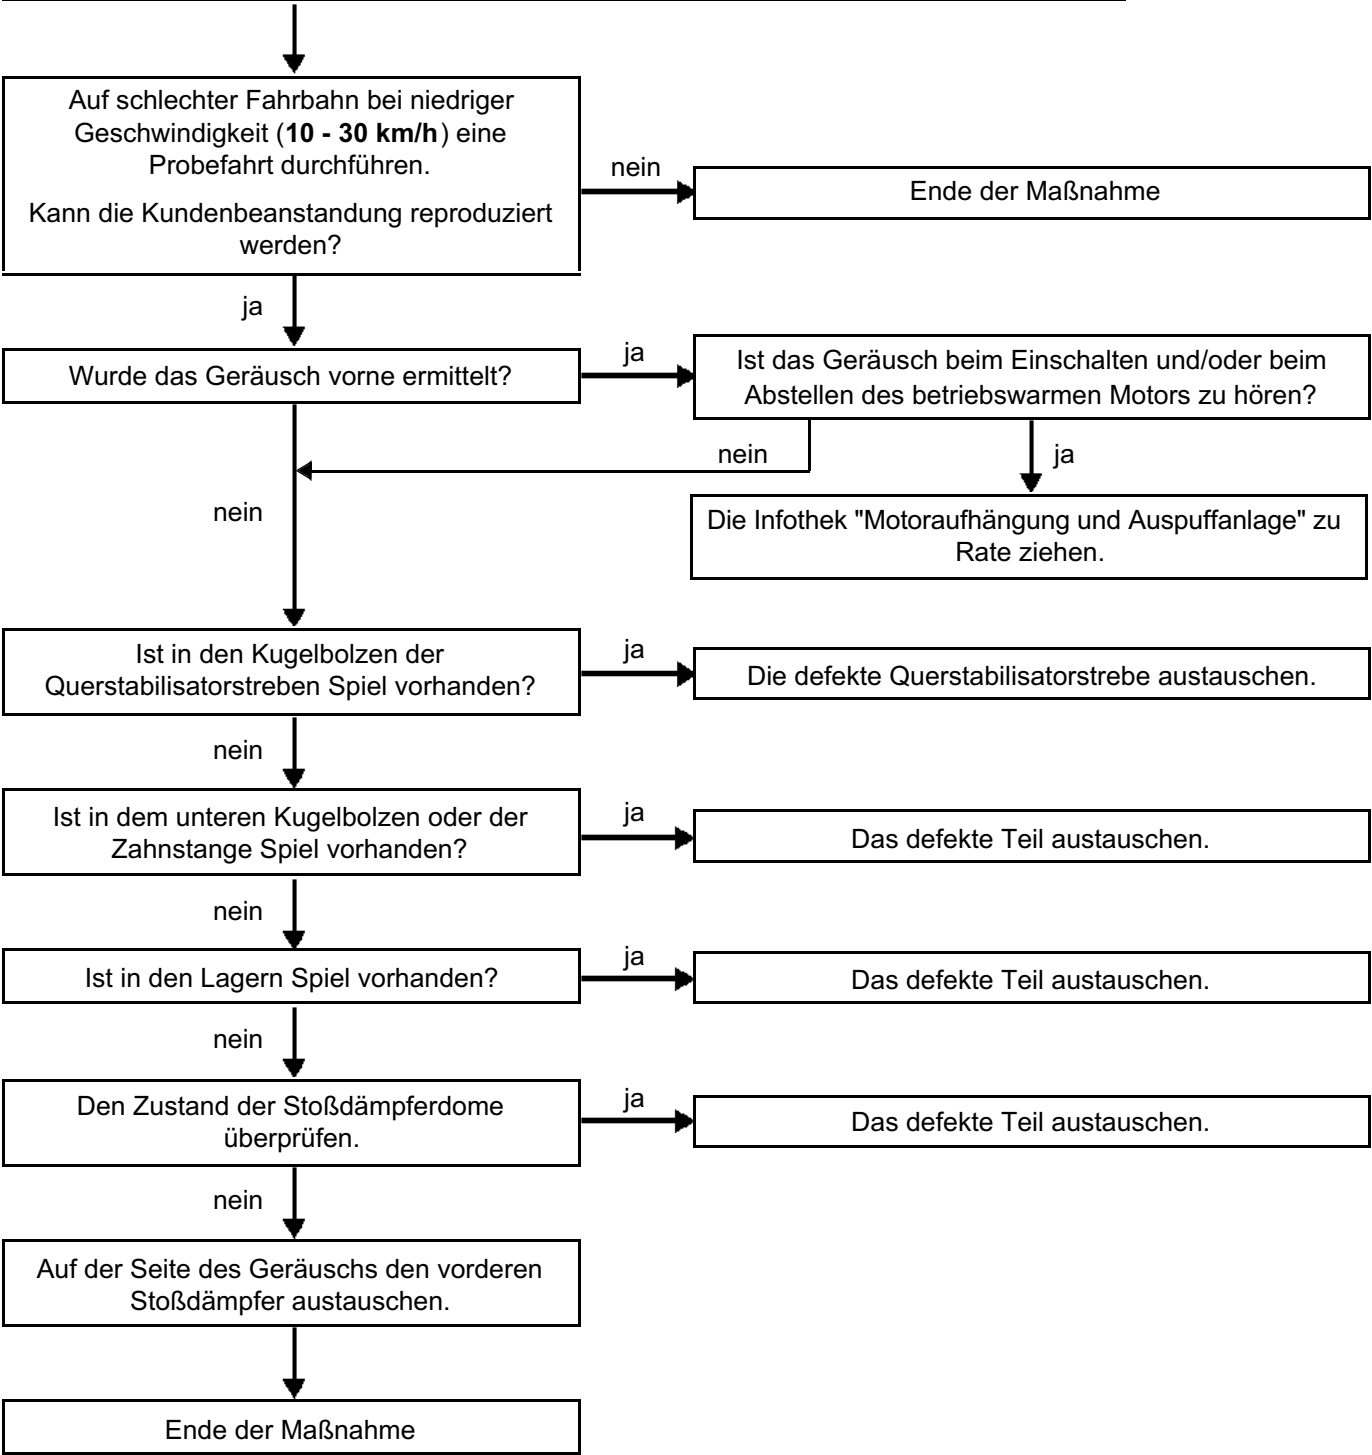 Auf schlechter Fahrbahn bei niedriger
Geschwindigkeit (10 - 30 km/h) eine
Probefahrt durchführen.
Kann die Kundenbeanstandung reproduziert
werden?
nein
Ende der Maßnahme
ja
Wurde das Geräusch vorne ermittelt?
ja
Ist das Geräusch beim Einschalten und/oder beim
Abstellen des betriebswarmen Motors zu hören?
nein
ja
nein
Die Infothek "Motoraufhängung und Auspuffanlage" zu
Rate ziehen.
Ist in den Kugelbolzen der
Querstabilisatorstreben Spiel vorhanden?
ja
Die defekte Querstabilisatorstrebe austauschen.
nein
Ist in dem unteren Kugelbolzen oder der
Zahnstange Spiel vorhanden?
ja
Das defekte Teil austauschen.
nein
Ist in den Lagern Spiel vorhanden?
ja
Das defekte Teil austauschen.
nein
Den Zustand der Stoßdämpferdome
überprüfen.
ja
Das defekte Teil austauschen.
nein
Auf der Seite des Geräuschs den vorderen
Stoßdämpfer austauschen.
Ende der Maßnahme